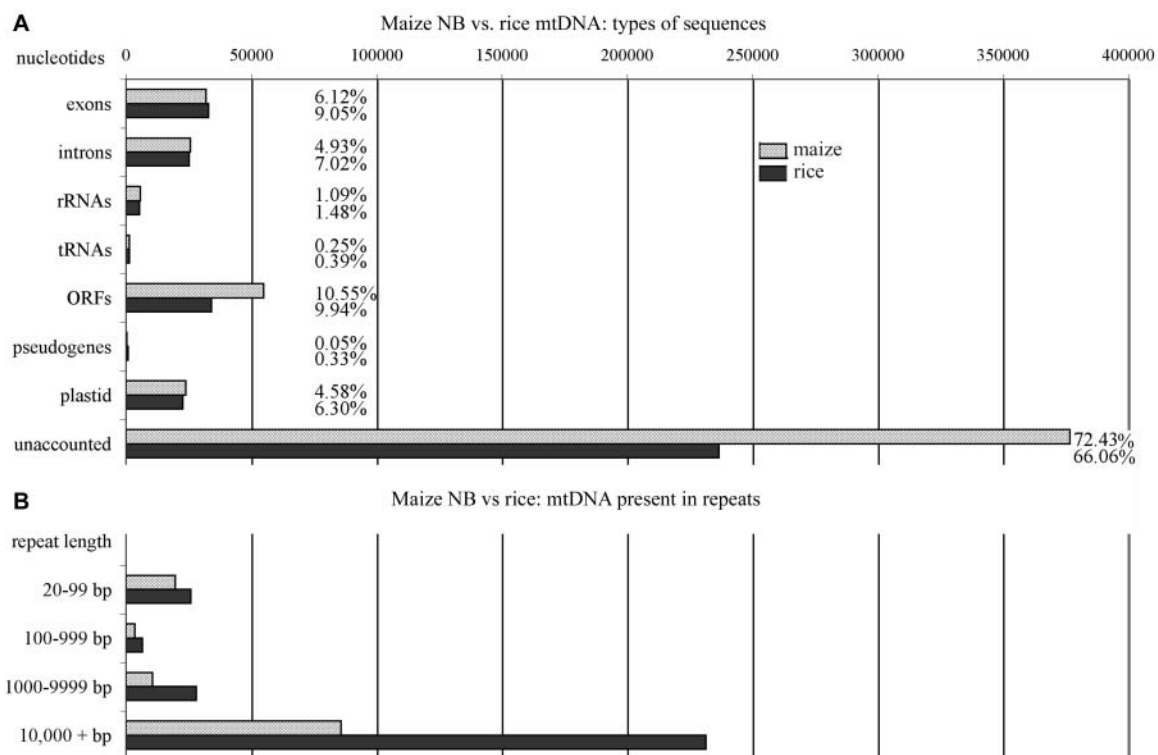 A Maize NB vs. rice mtDNA: types of sequences
nucleotides 0 50000 100000 150000 200000 250000 300000 350000 400000
exons 6.12%
9.05%
introns 4.93%
7.02%
maize
rice
rRNAs 1.09%
1.48%
tRNAs 0.25%
0.39%
ORFs 10.55%
9.94%
pseudogenes 0.05%
0.33%
plastid 4.58%
6.30%
unaccounted 72.43%
66.06%
B Maize NB vs rice: mtDNA present in repeats
repeat length
20-99 bp
100-999 bp
1000-9999 bp
10,000 + bp